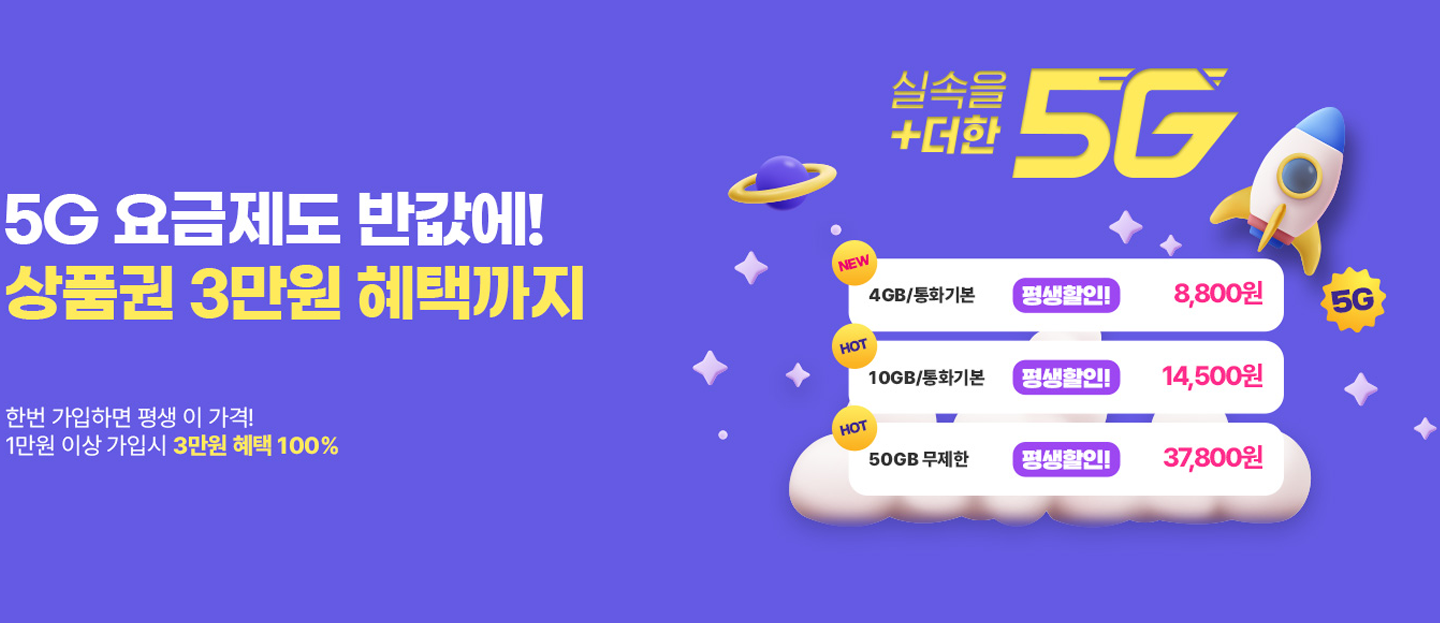 5G 요금제도 반값에!
상품권 3만원 혜택까지
한번 가입하면 평생 이 가격!
1만원 이상 가입시 3만원 혜택 100%
실속을
+더한
5G
NEW
4GB/통화기본 평생할인! 8,800원
5G
HOT
10GB/통화기본 평생할인! 14,500원
HOT
50GB 무제한 평생할인! 37,800원